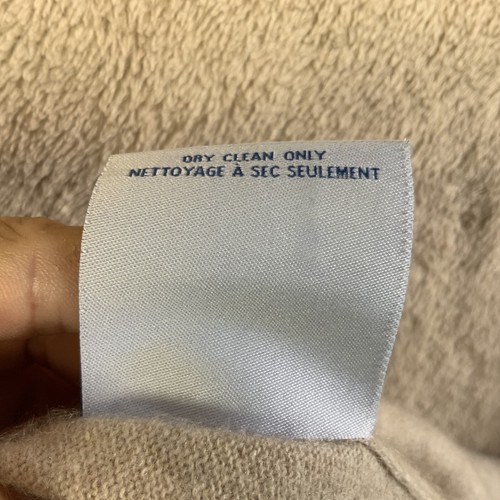 DRY CLEAN ONLY
NETTOYAGE À SEC SEULEMENT